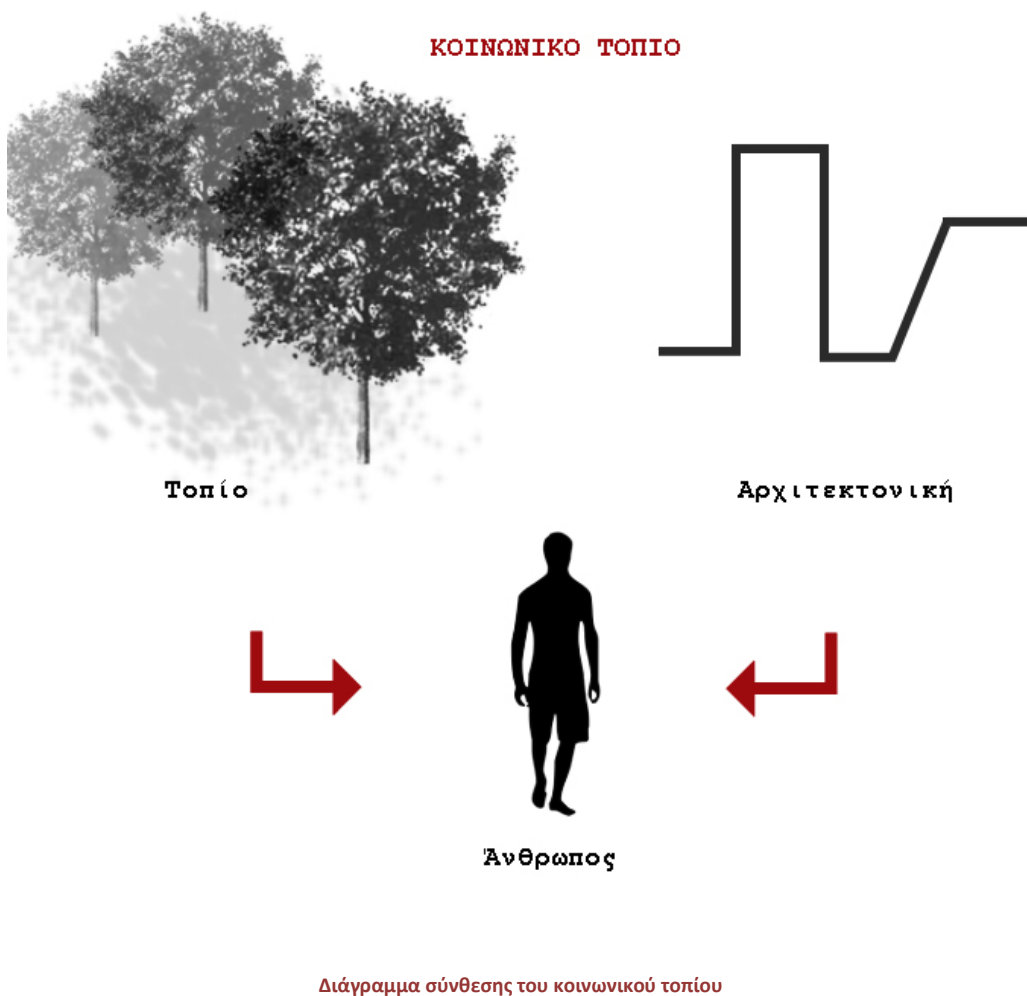 ΚΟΙΝΩΝΙΚΟ ΤΟΠΙΟ
Τοπίο
Αρχιτεκτονική
Άνθρωπος
Διάγραμμα σύνθεσης του κοινωνικού τοπίου